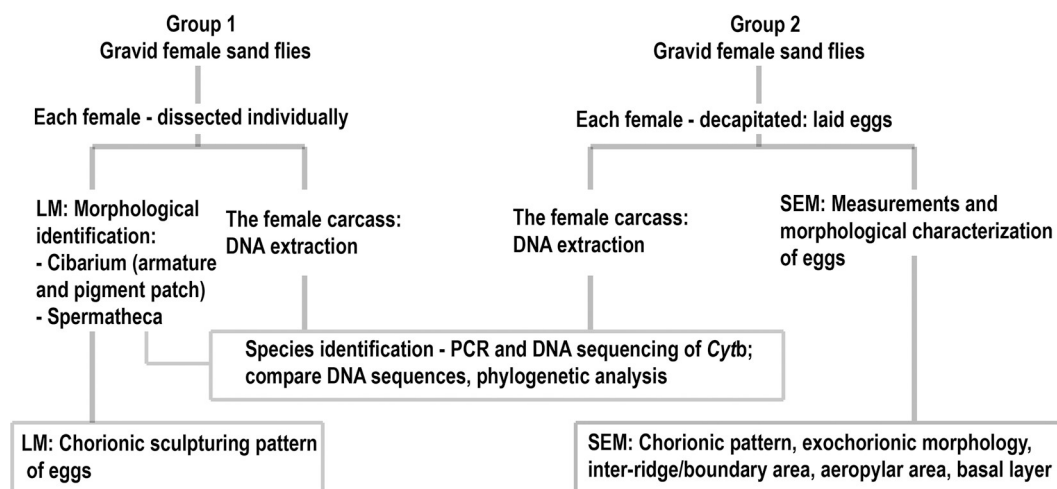 Group 1
Gravid female sand flies
Each female - dissected individually
LM: Morphological
identification:
- Cibarium (armature
and pigment patch)
- Spermatheca
The female carcass:
DNA extraction
Group 2
Gravid female sand flies
Each female - decapitated: laid eggs
The female carcass:
DNA extraction
SEM: Measurements and
morphological characterization
of eggs
Species identification - PCR and DNA sequencing of Cytb;
compare DNA sequences, phylogenetic analysis
LM: Chorionic sculpturing pattern
of eggs
SEM: Chorionic pattern, exochorionic morphology,
inter-ridge/boundary area, aeropylar area, basal layer